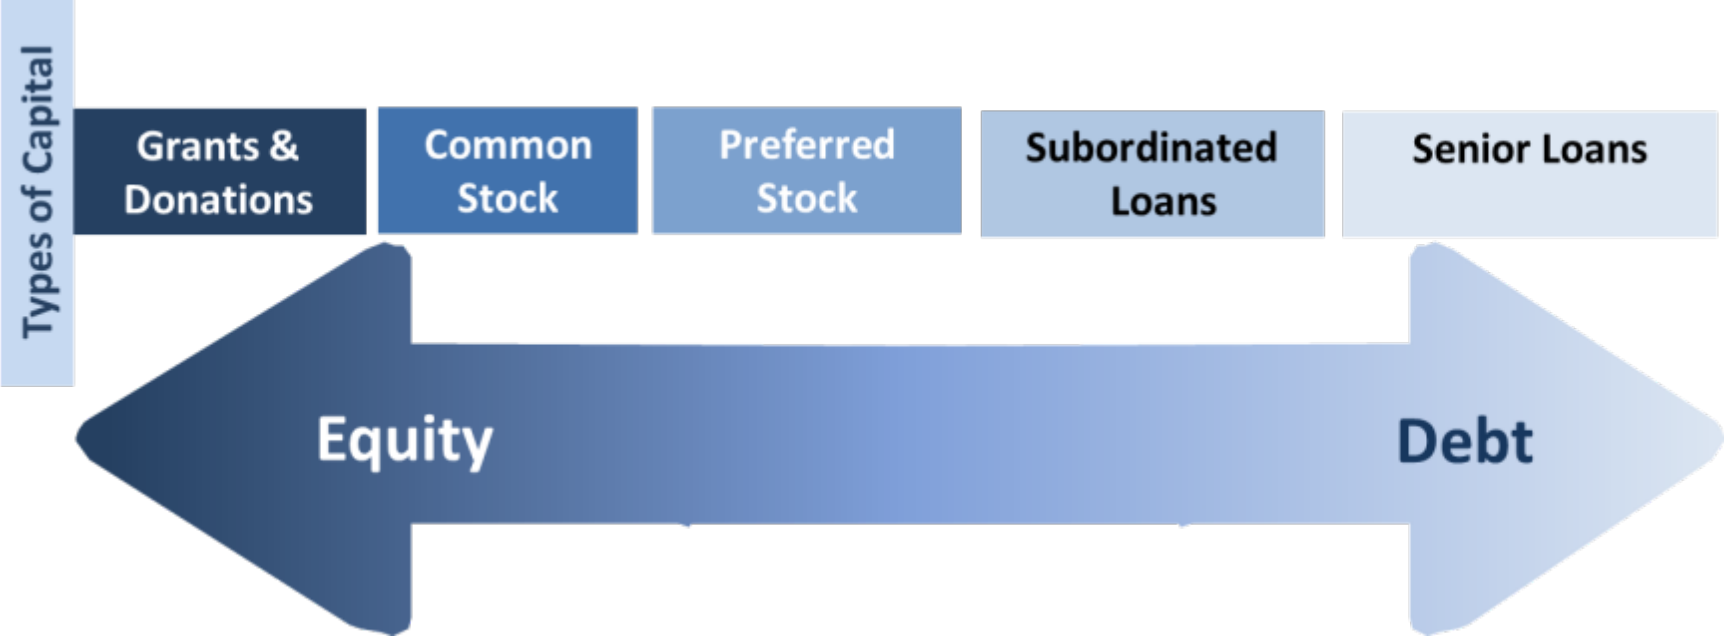 Types of Capital
Grants &
Donations
Common
Stock
Preferred
Stock
Subordinated
Loans
Senior Loans
Equity
Debt